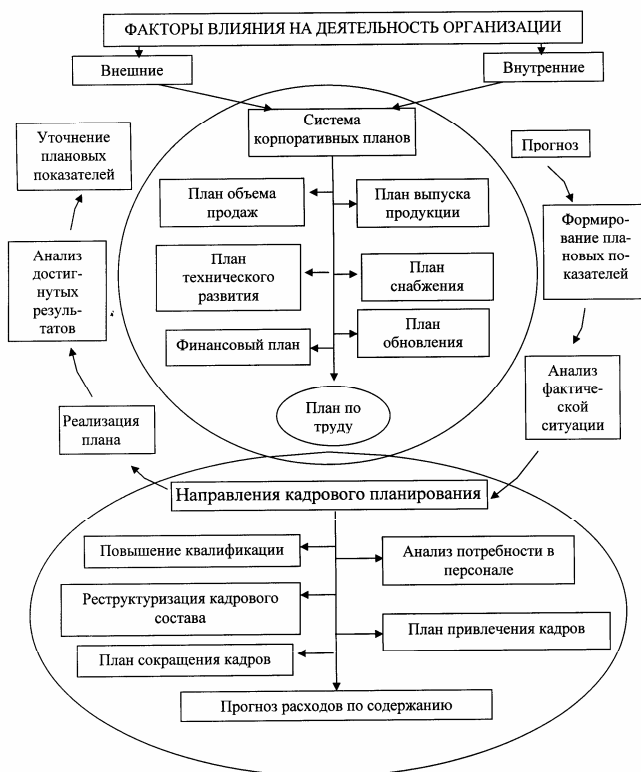 ФАКТОРЫ ВЛИЯНИЯ НА ДЕЯТЕЛЬНОСТЬ ОРГАНИЗАЦИИ
Внешние
Внутренние
Система
корпоративных планов
Уточнение
плановых
показателей
Прогноз
План объема
продаж
План выпуска
продукции
Формиро-
вание пла-
новых по-
казателей
Анализ
достиг-
нутых
резуль-
татов
План
технического
развития
План
снабжения
Финансовый план
План
обновления
Анализ
фактиче-
ской
ситуации
План по
труду
Реализация
плана
Направления кадрового планирования
Повышение квалификации
Анализ потребности в
персонале
Реструктуризация кадрового
состава
План привлечения кадров
План сокращения кадров
Прогноз расходов по содержанию